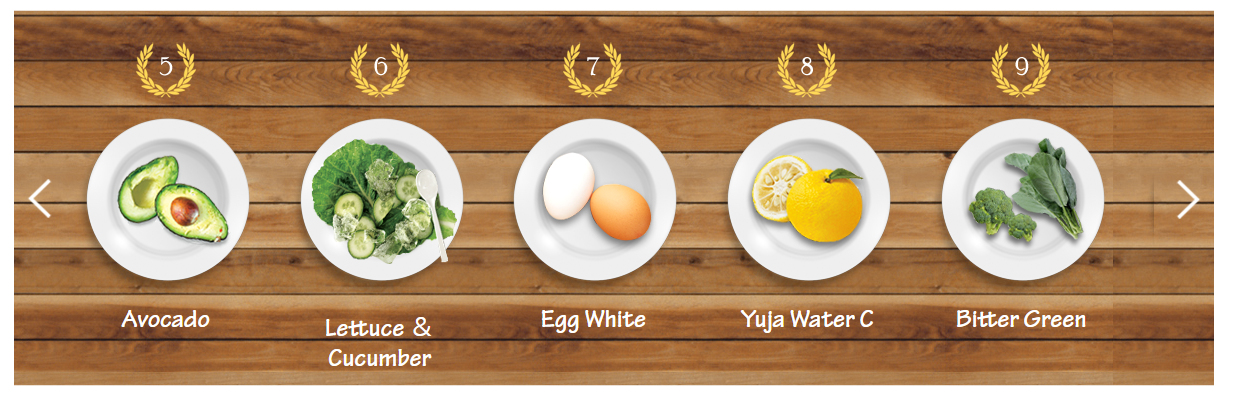 5
6
7
8
9
Avocado
Lettuce &
Cucumber
Egg White
Yuja Water C
Bitter Green